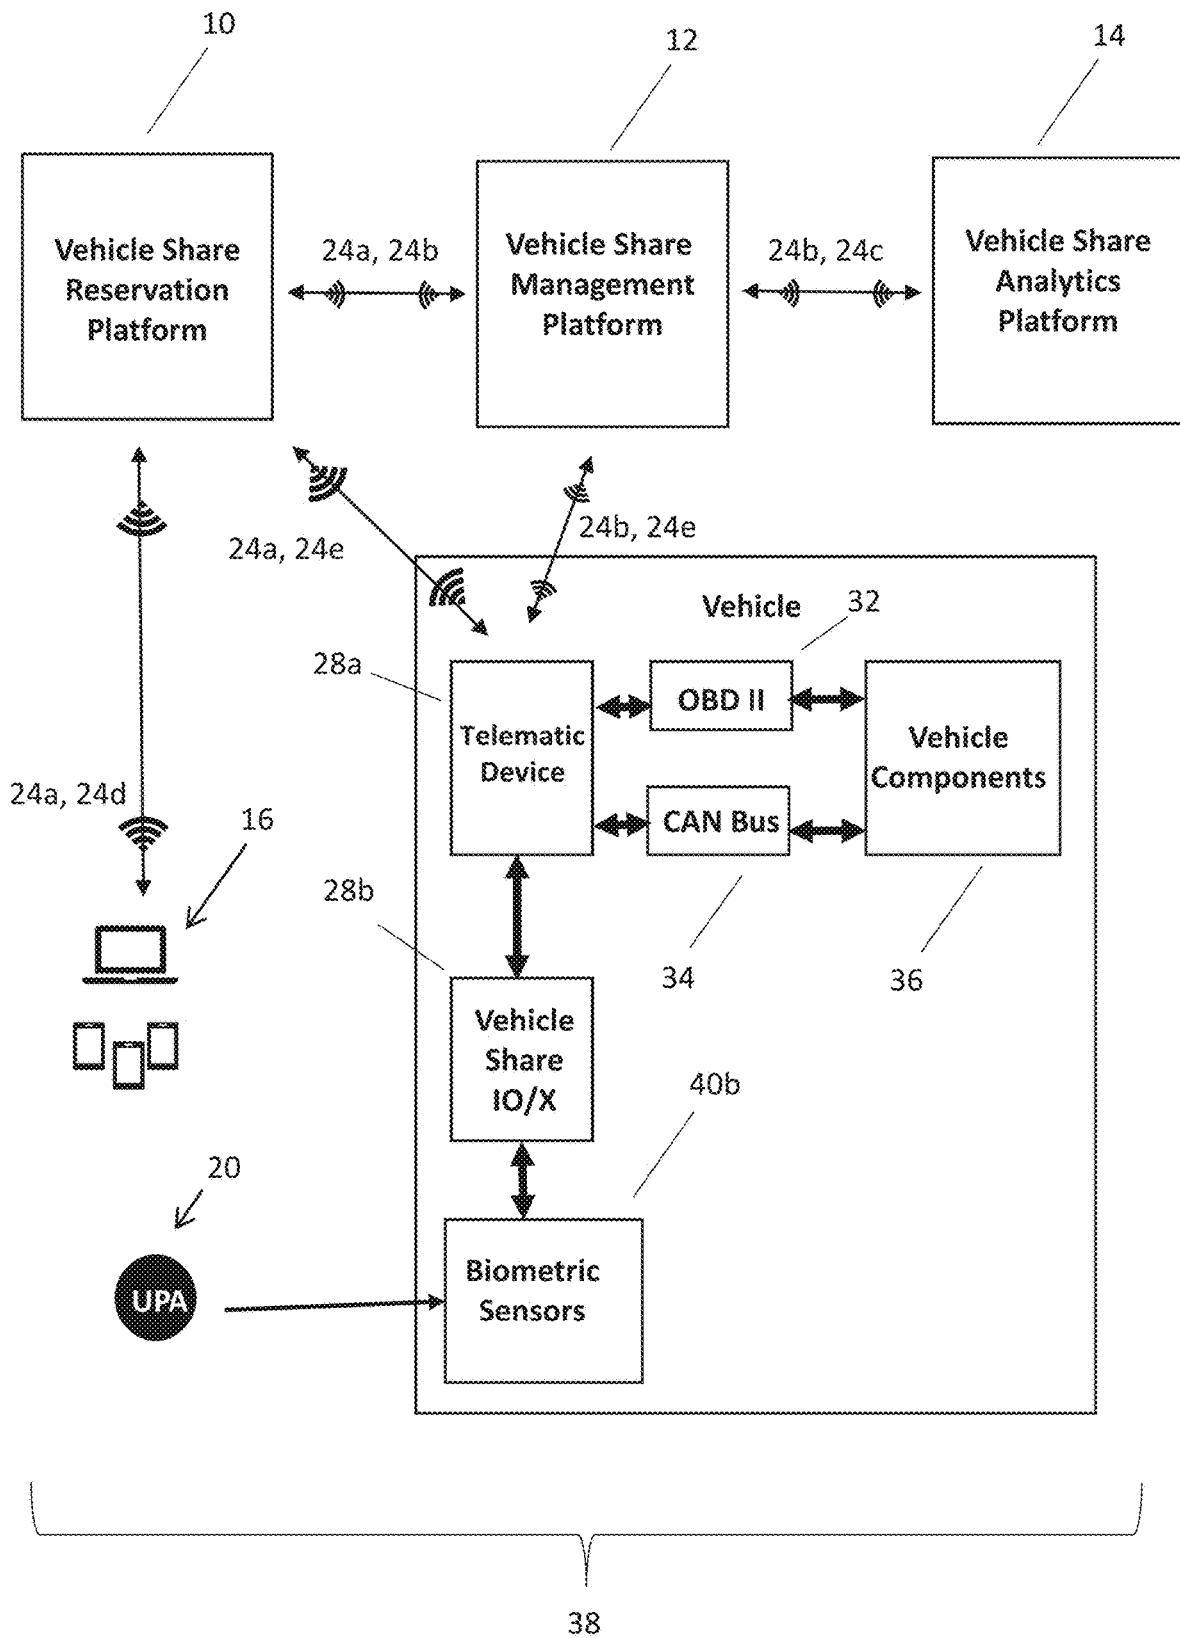 10
12
14
Vehicle Share
Reservation
Platform
24a, 24b
Vehicle Share
Management
Platform
24b, 24c
Vehicle Share
Analytics
Platform
24a, 24e
24b, 24e
Vehicle
32
28a
Telematic
Device
OBD II
Vehicle
Components
CAN Bus
24a, 24d
16
28b
34
36
Vehicle
Share
IO/X
40b
20
UPA
Biometric
Sensors
38